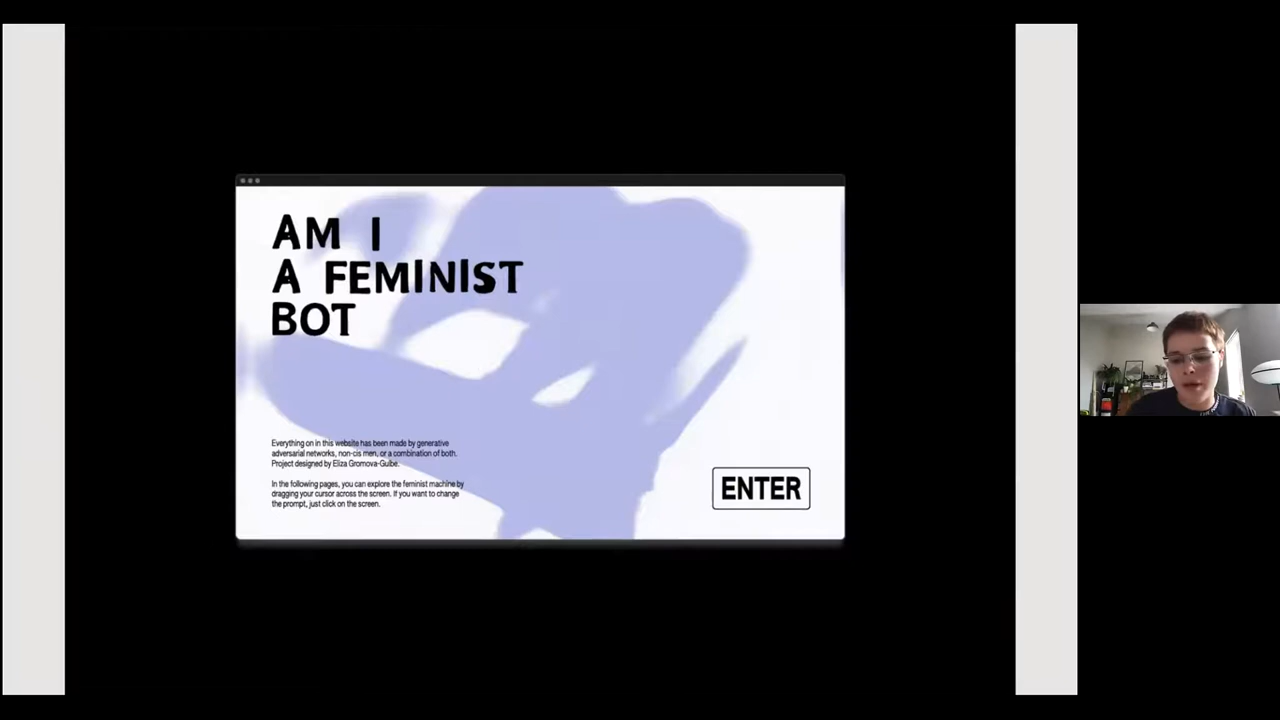 AM I
A FEMINIST
BOT
Everything on in this website has been made by generative
adversarial networks, non-cis men, or a combination of both.
Project designed by Eliza Gromova-Gulbe.
In the following pages, you can explore the feminist machine by
dragging your cursor across the screen. If you want to change
the prompt, just click on the screen.
ENTER